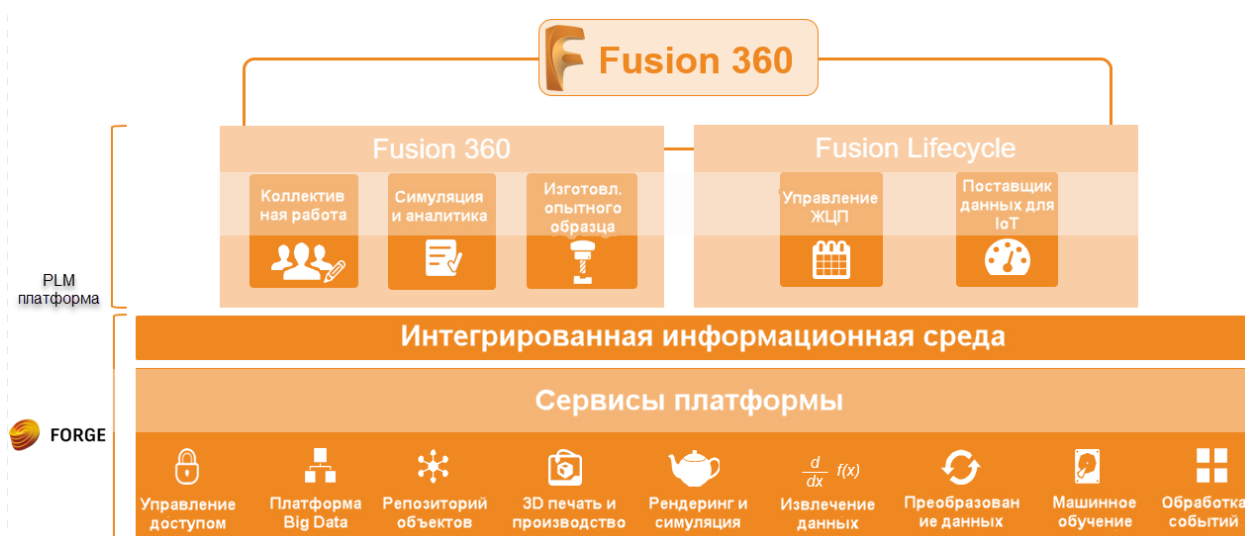 Fusion 360
Fusion 360
Fusion Lifecycle
Коллектив
ная работа
Симуляция
и аналитика
Изготовл.
опытного
образца
Управление
ЖЦП
Поставщик
данных для
IoT
PLM
платформа
Интегрированная информационная среда
Сервисы платформы
FORGE
d/dx f(x)
Управление
доступом
Платформа
Big Data
Репозиторий
объектов
3D печать и
производство
Рендеринг и
симуляция
Извлечение
данных
Преобразован
ие данных
Машинное
обучение
Обработка
событий